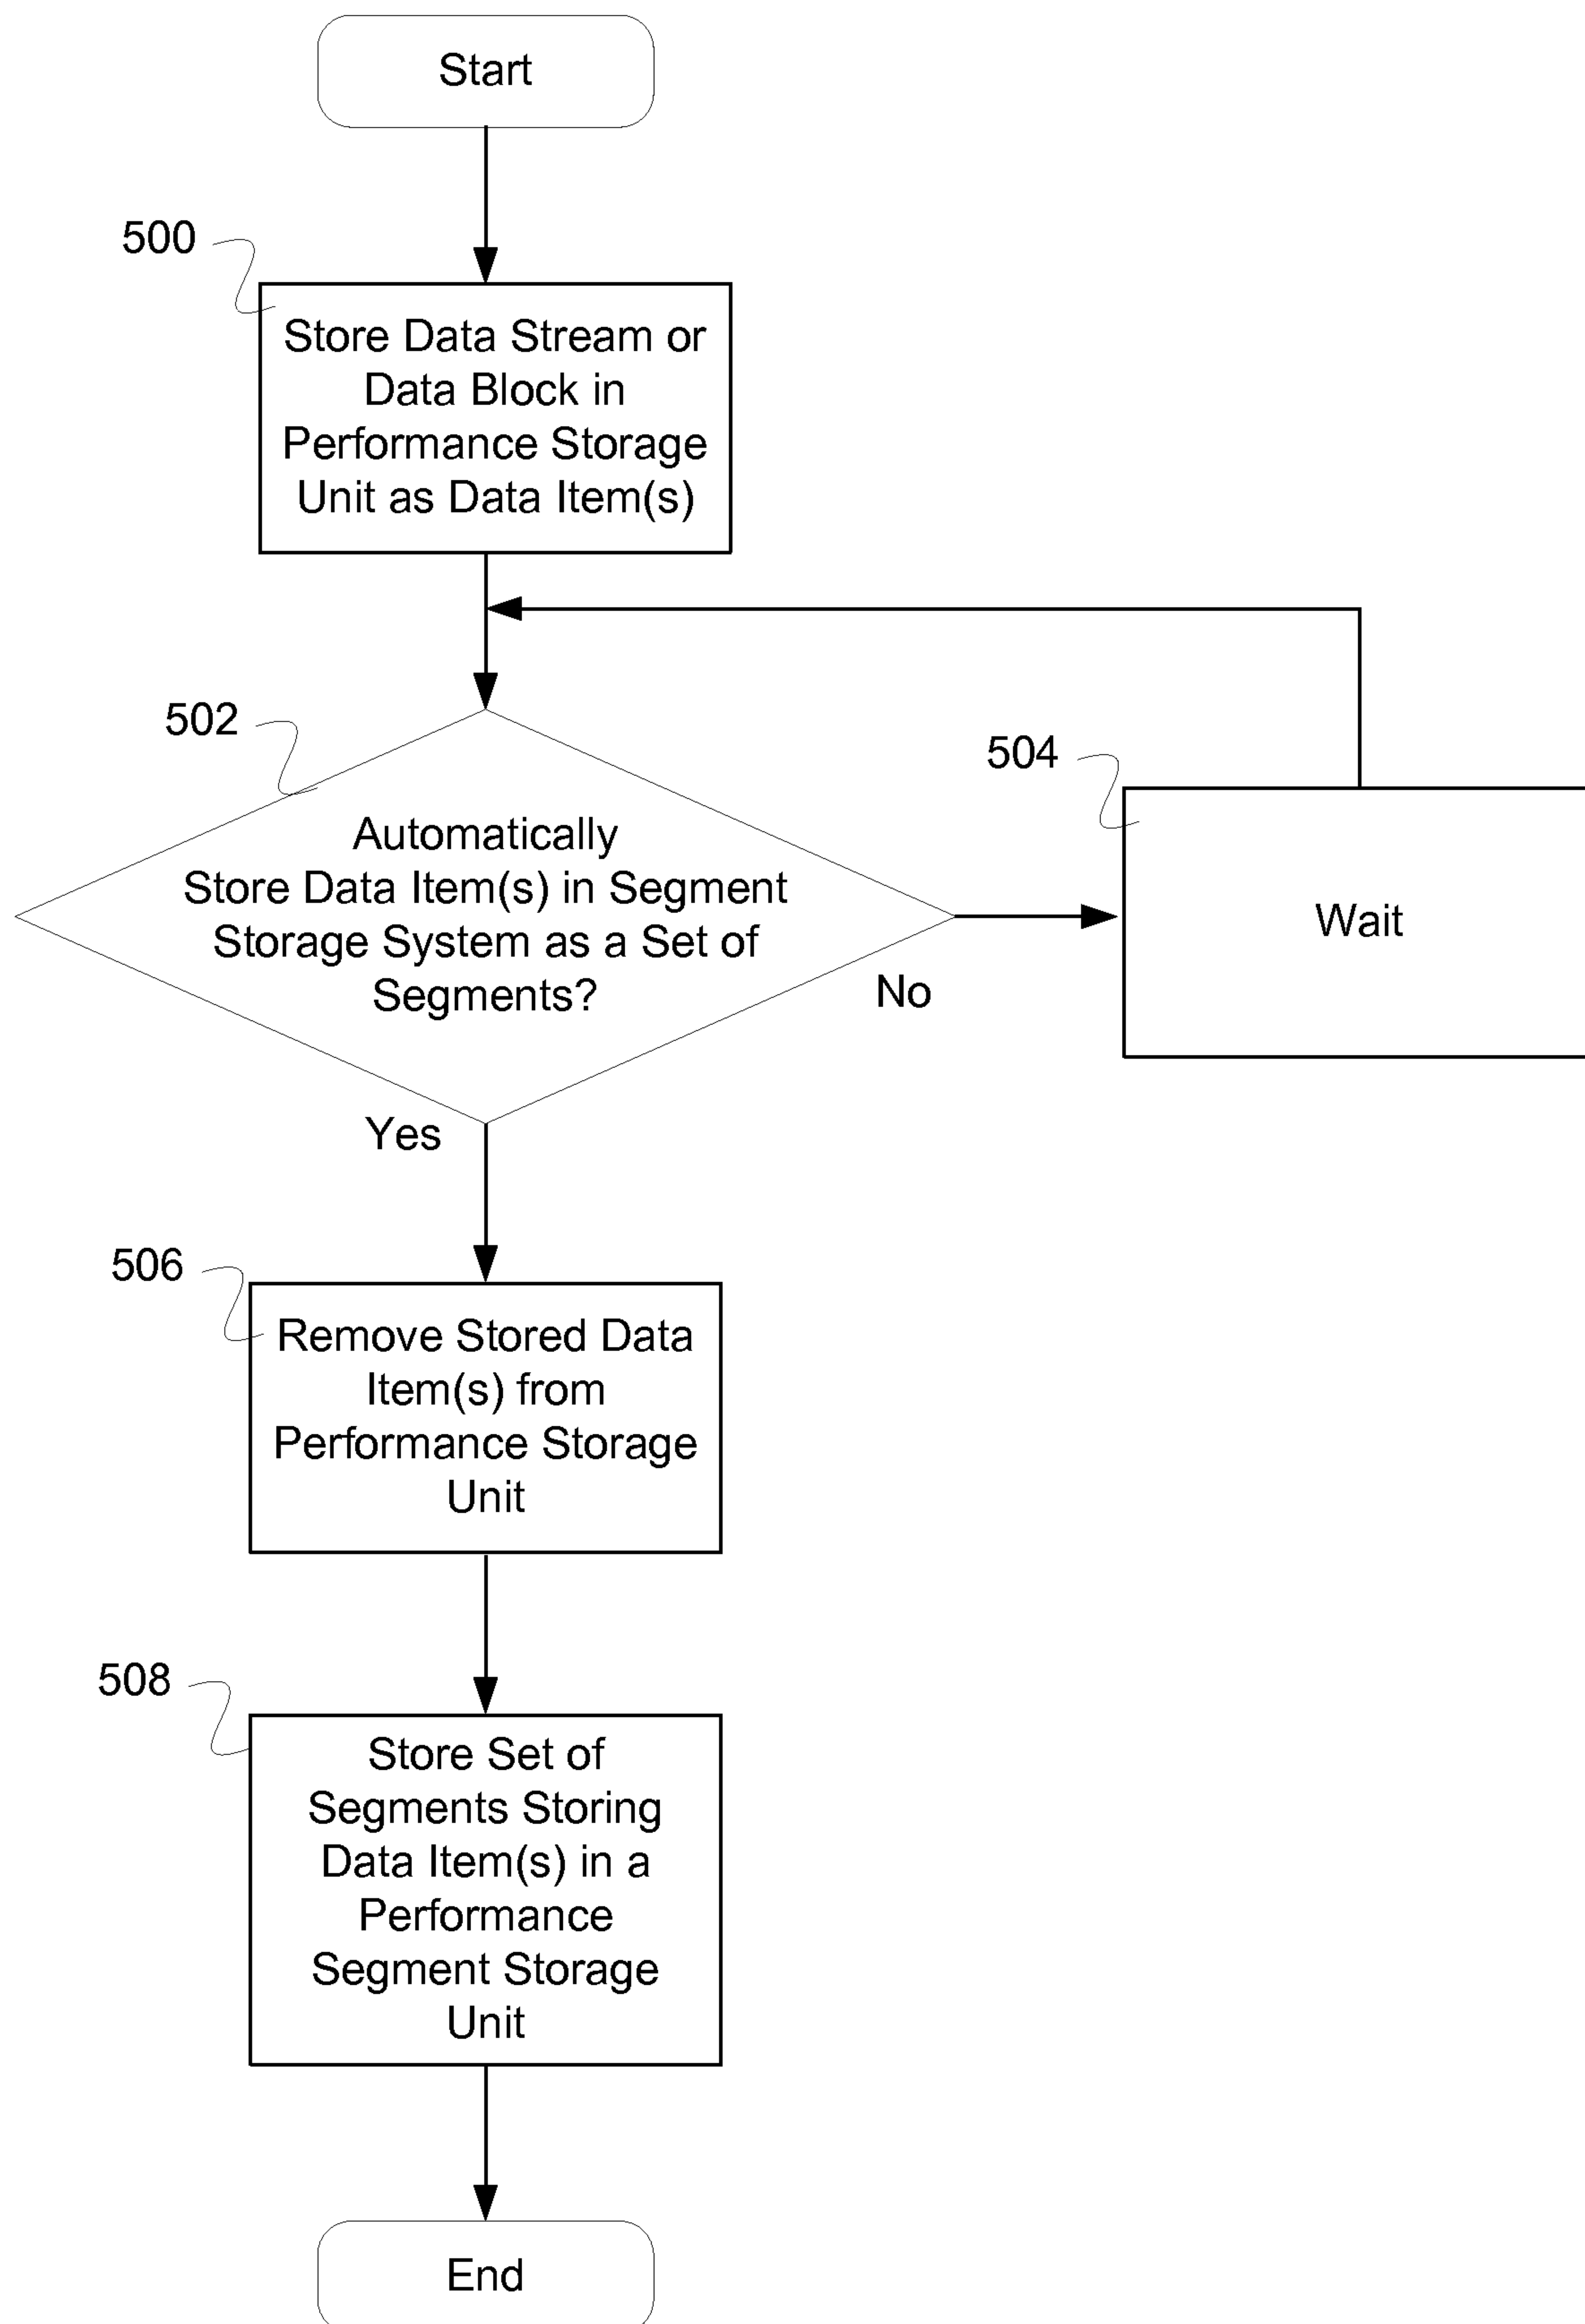 Start
500
Store Data Stream or
Data Block in
Performance Storage
Unit as Data Item(s)
502
Automatically
Store Data Item(s) in Segment
Storage System as a Set of
Segments?
504
Wait
No
Yes
506
Remove Stored Data
Item(s) from
Performance Storage
Unit
508
Store Set of
Segments Storing
Data Item(s) in a
Performance
Segment Storage
Unit
End